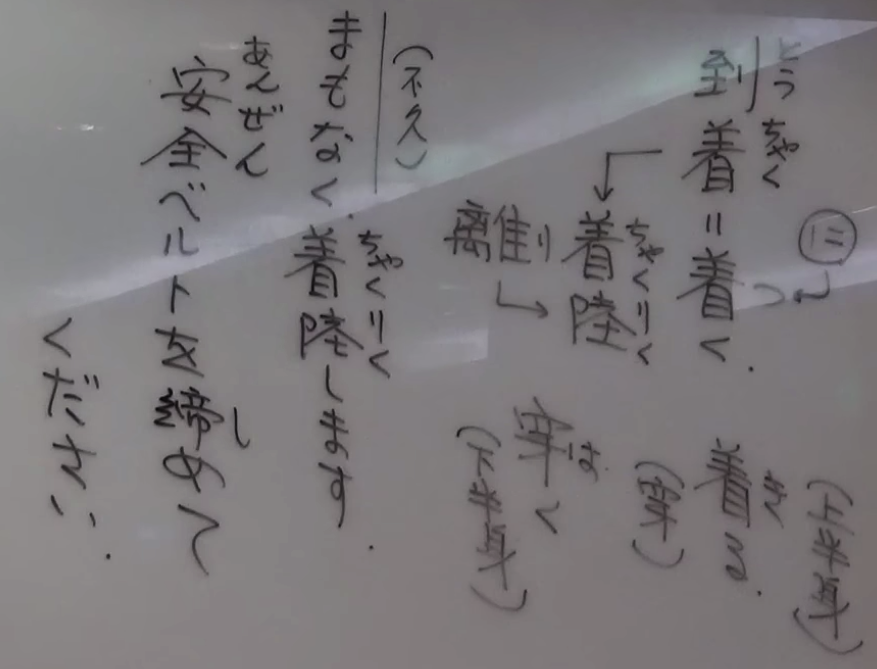 (上半身)
に
とうちゃく つ
到着=着く.
き
着る.
(穿)
ちゃくりく
着陸
り
離
は
穿く
(下半身)
(不久)
ちゃくりく
まもなく、着陸します.
あんぜん
し
安全ベルトを締めて
ください.